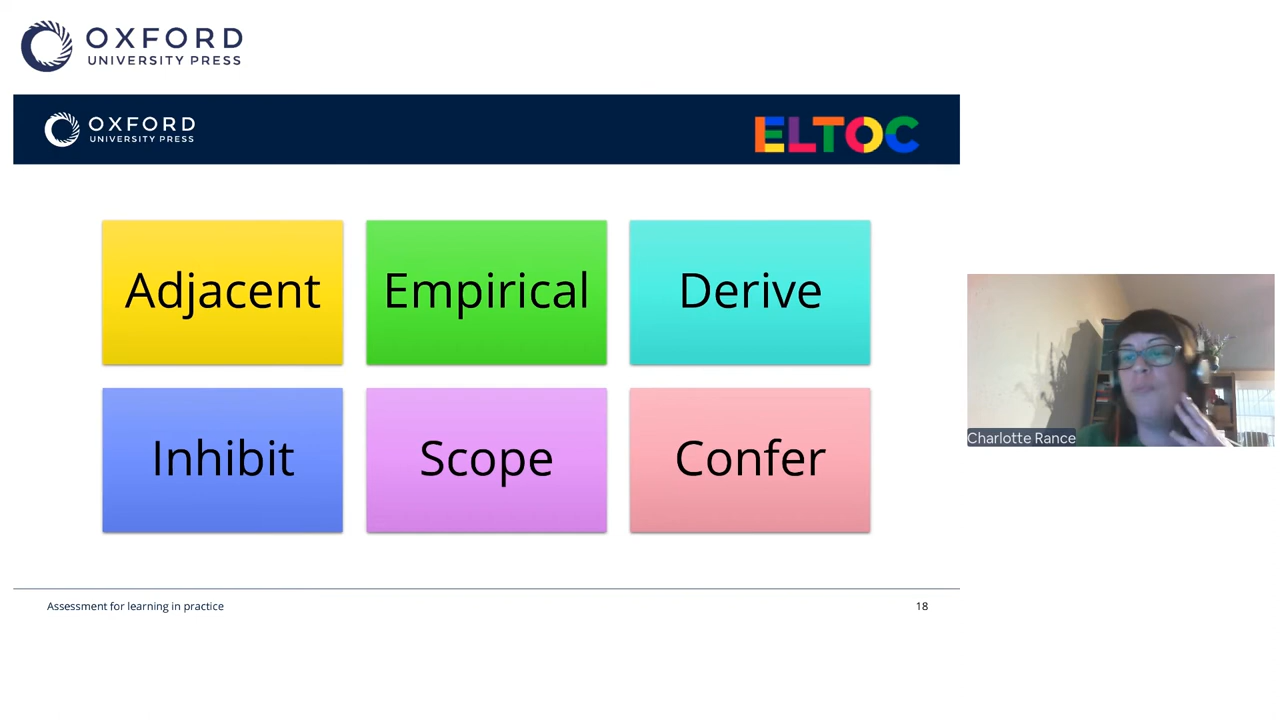 OXFORD
UNIVERSITY PRESS
OXFORD
UNIVERSITY PRESS
ELTOC
Adjacent
Empirical
Derive
Inhibit
Scope
Confer
Charlotte Rance
Assessment for learning in practice
18